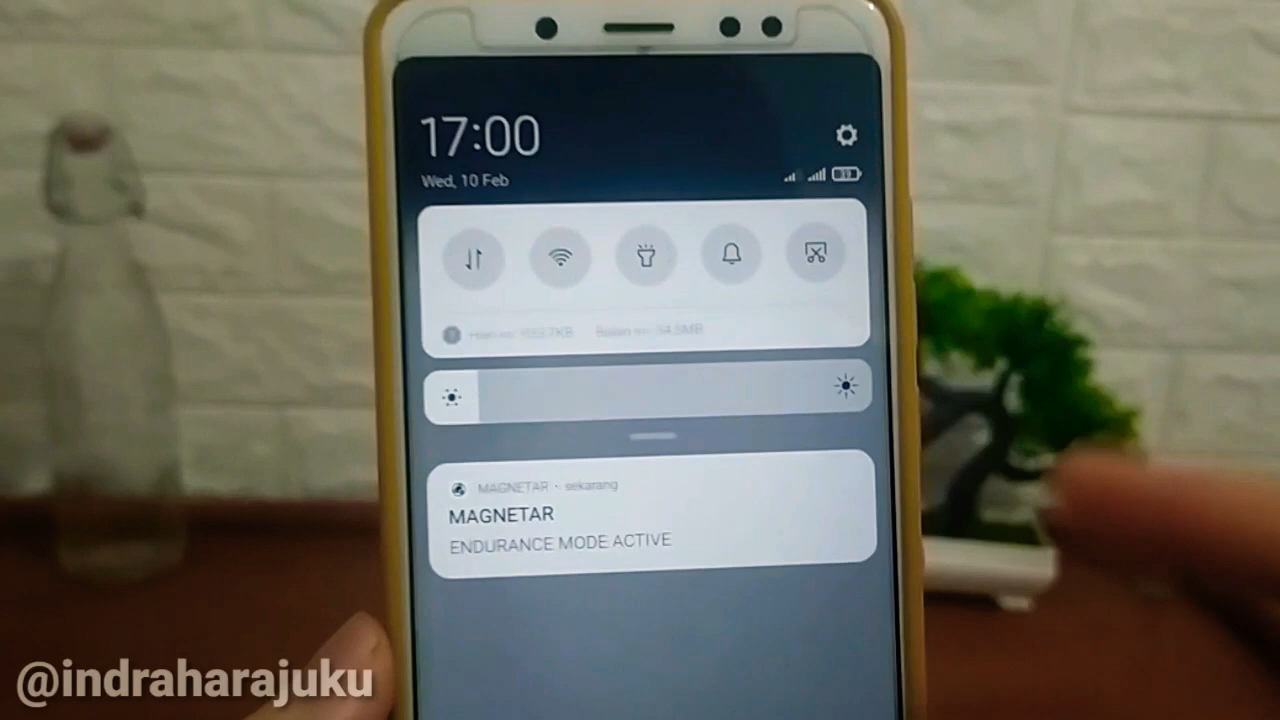 17:00
Wed, 10 Feb
MAGNETAR · sekarang
MAGNETAR
ENDURANCE MODE ACTIVE
@indraharajuku